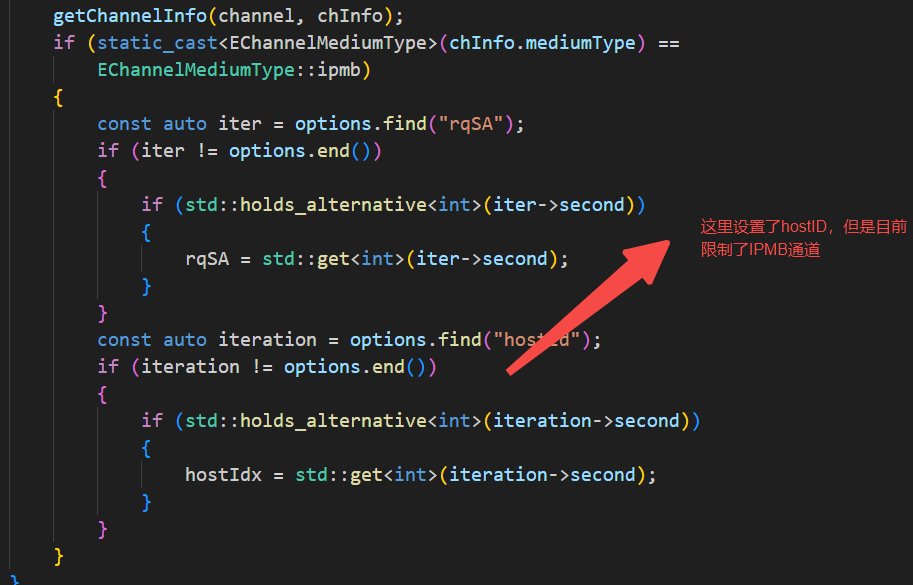 getChannelInfo(channel, chInfo);
if (static_cast<EChannelMediumType>(chInfo.mediumType) ==
EChannelMediumType::ipmb)
{
const auto iter = options.find("rqSA");
if (iter != options.end())
{
if (std::holds_alternative<int>(iter->second))
{
rqSA = std::get<int>(iter->second);
}
}
这里设置了hostID，但是目前
限制了IPMB通道
const auto iteration = options.find("hostId");
if (iteration != options.end())
{
if (std::holds_alternative<int>(iteration->second))
{
hostIdx = std::get<int>(iteration->second);
}
}
}
}